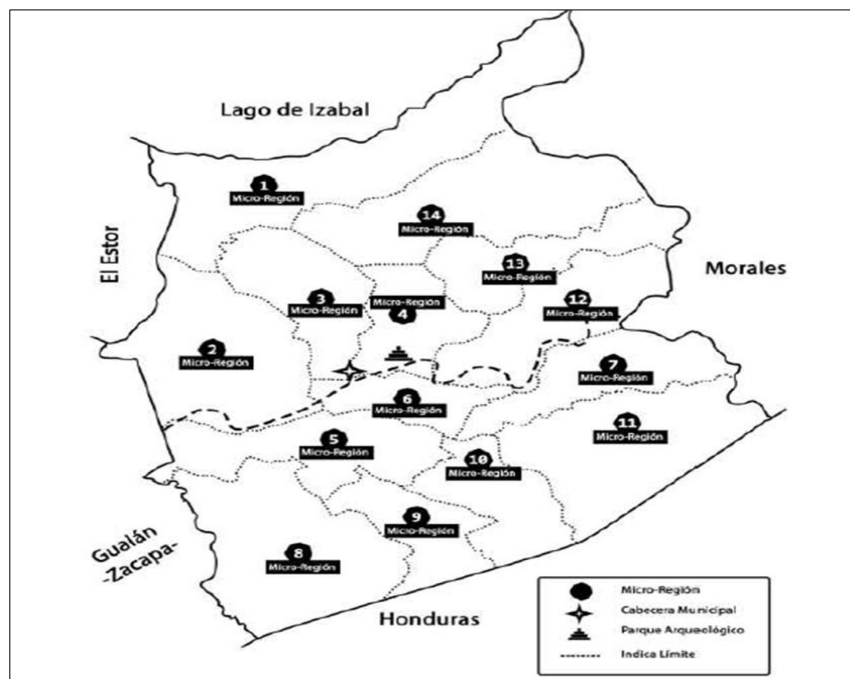 Lago de Izabal
1
Micro-Región
14
Micro-Región
El Estor
13
Micro-Región
Morales
3
Micro-Región
Micro-Región
4
12
Micro-Región
2
Micro-Región
7
Micro-Región
6
Micro-Región
11
Micro-Región
5
Micro-Región
10
Micro-Región
9
Micro-Región
8
Micro-Región
Gualán
-Zacapa-
Honduras
Micro-Región
Cabecera Municipal
Parque Arqueológico
Indica Límite